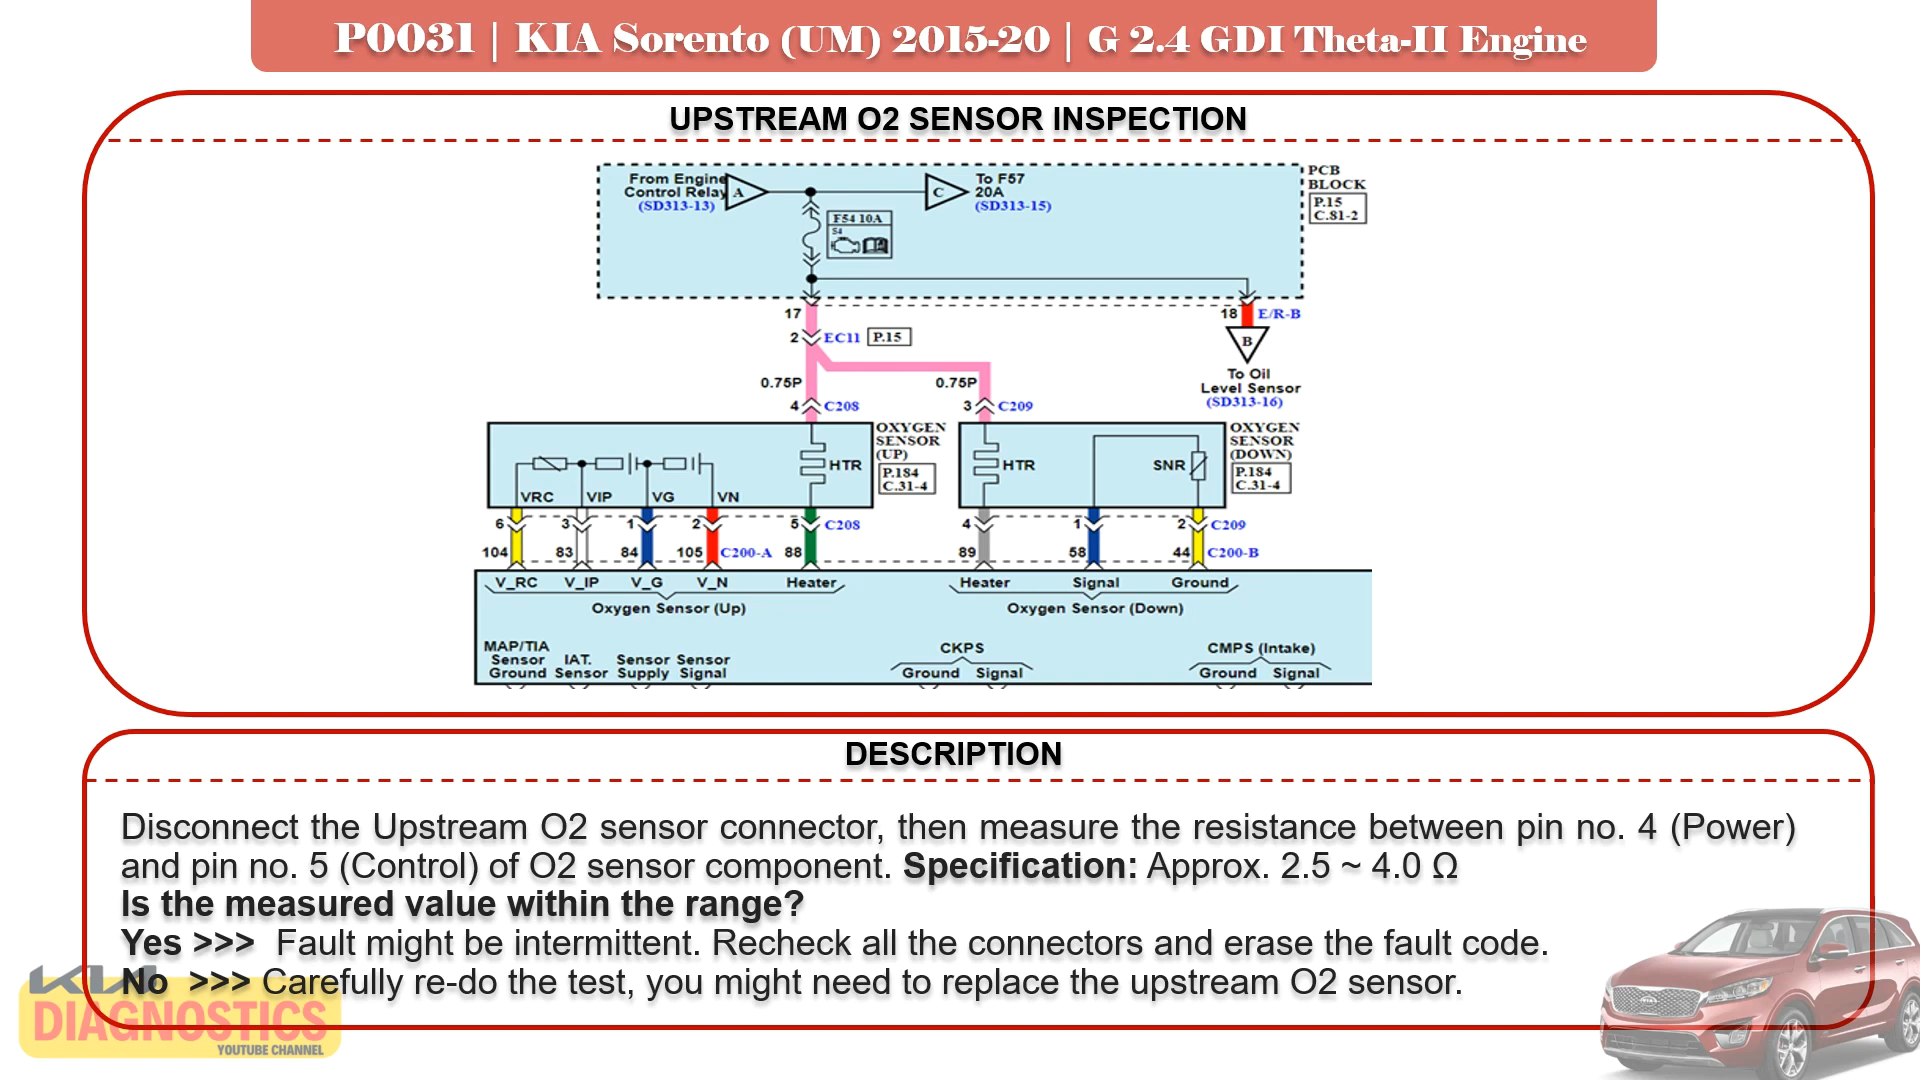 P0031 | KIA Sorento (UM) 2015-20 | G 2.4 GDI Theta-II Engine
UPSTREAM O2 SENSOR INSPECTION
From Engine
Control Relay
(SD313-13)
A
C
To F57
20A
(SD313-15)
PCB
BLOCK
P.15
C.81-2
F54 10A
S4
17
18 E/R-B
2 EC11 P.15
B
To Oil
Level Sensor
(SD313-16)
0.75P 0.75P
4 C208 3 C209
OXYGEN
SENSOR
(UP)
P.184
C.31-4
OXYGEN
SENSOR
(DOWN)
P.184
C.31-4
HTR HTR SNR
VRC VIP VG VN
6 3 1 2 5 C208 4 1 2 C209
104 83 84 105 C200-A 88 89 58 44 C200-B
V_RC V_IP V_G V_N Heater Heater Signal Ground
Oxygen Sensor (Up) Oxygen Sensor (Down)
MAP/TIA
Sensor
Ground
IAT.
Sensor
Sensor
Supply
Sensor
Signal
CKPS
Ground Signal
CMPS (Intake)
Ground Signal
DESCRIPTION
Disconnect the Upstream O2 sensor connector, then measure the resistance between pin no. 4 (Power)
and pin no. 5 (Control) of O2 sensor component. Specification: Approx. 2.5 ~ 4.0 Ω
Is the measured value within the range?
Yes >>> Fault might be intermittent. Recheck all the connectors and erase the fault code.
No >>> Carefully re-do the test, you might need to replace the upstream O2 sensor.
KIA
DIAGNOSTICS
YOUTUBE CHANNEL